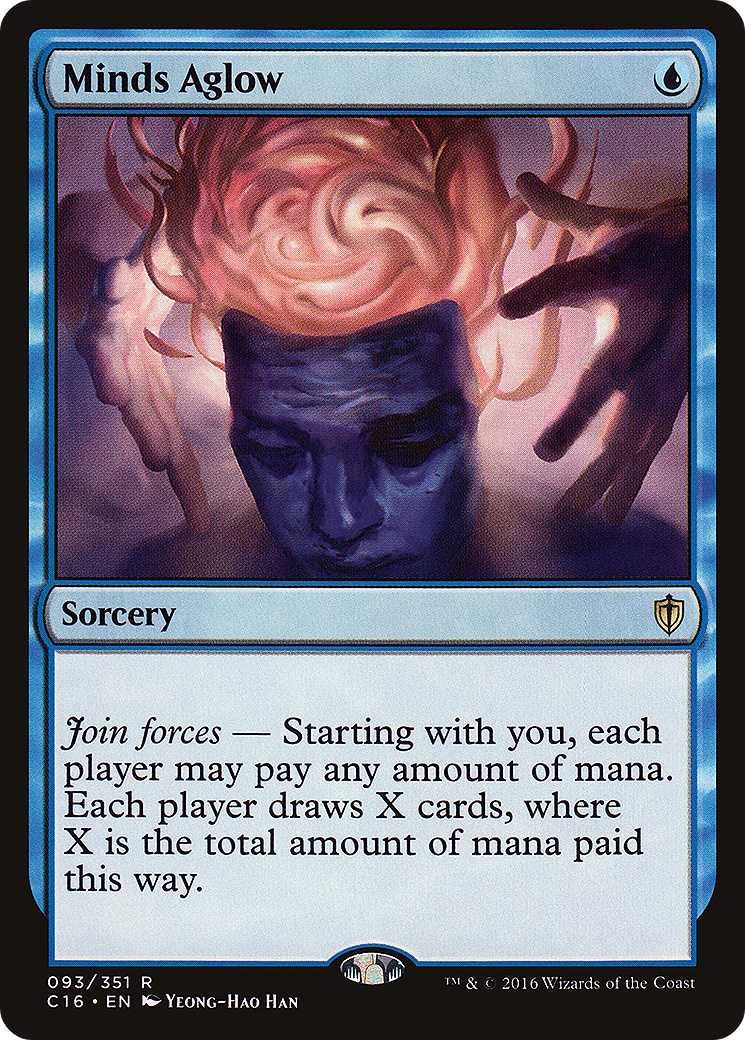 Minds Aglow
Sorcery
Join forces — Starting with you, each
player may pay any amount of mana.
Each player draws X cards, where
X is the total amount of mana paid
this way.
093/351 R
C16 • EN Yeong-Hao Han
™ & © 2016 Wizards of the Coast